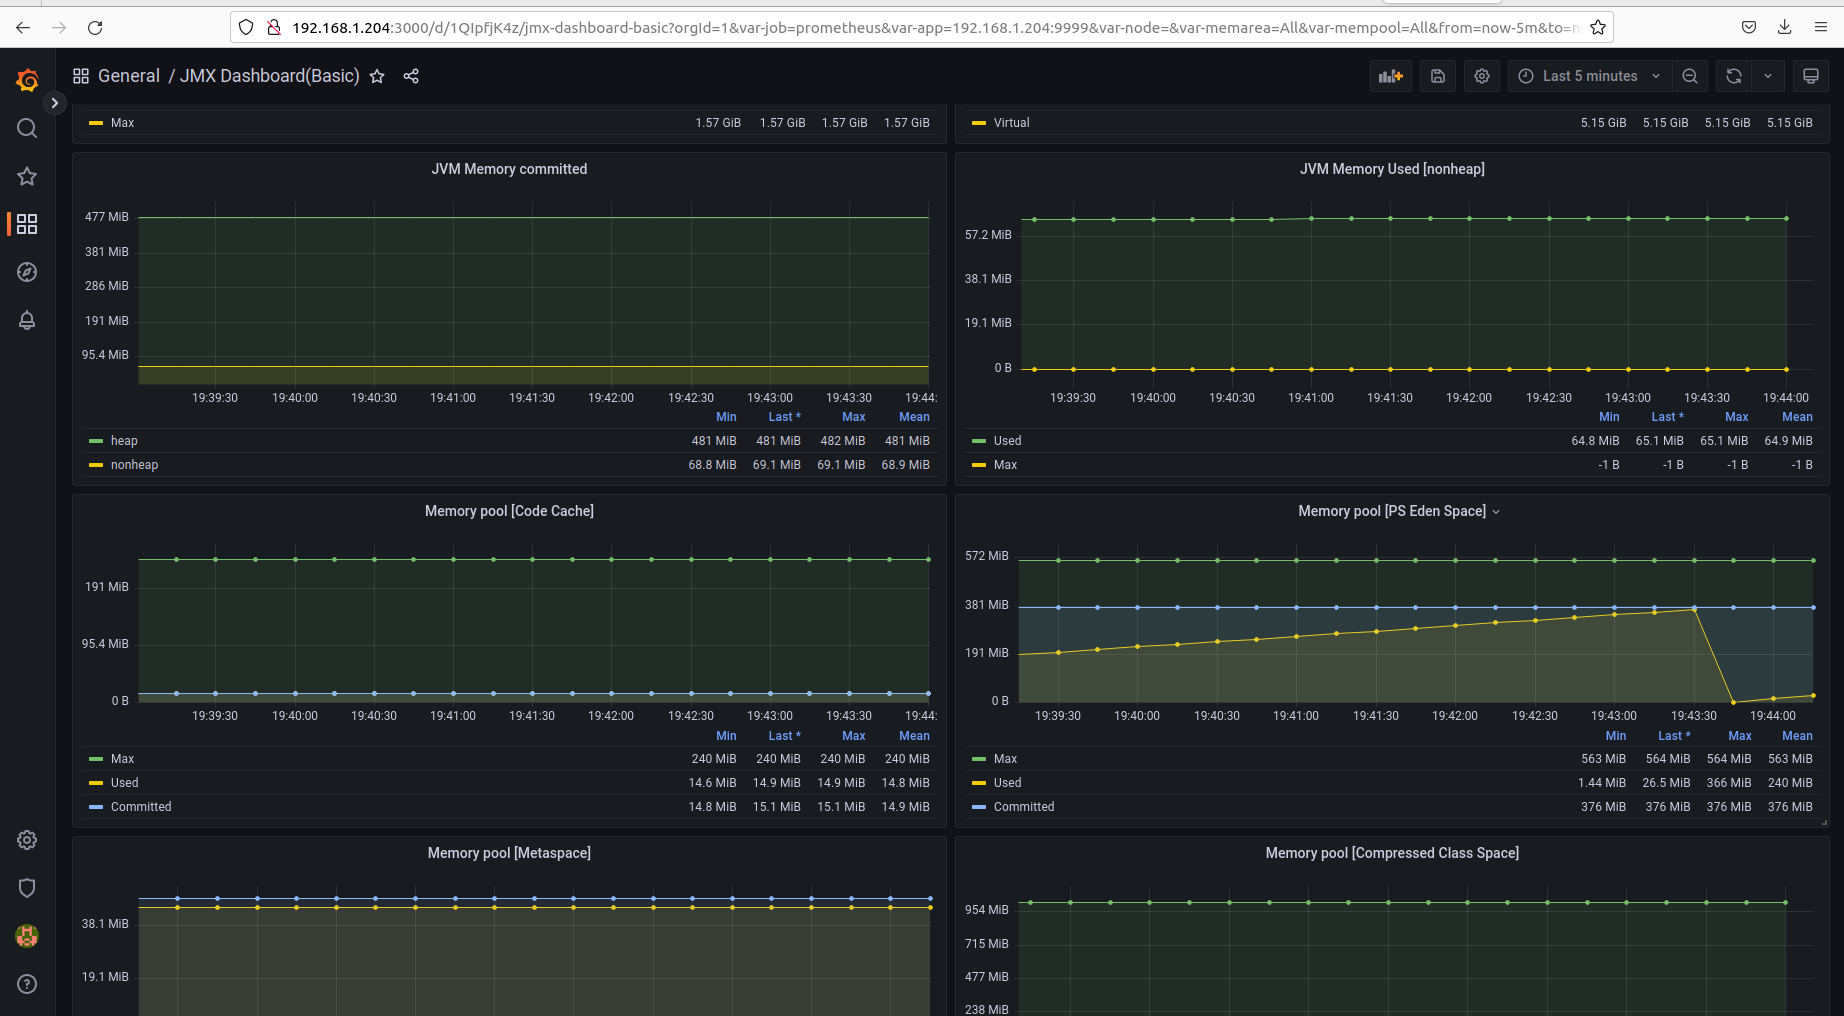 192.168.1.204:3000/d/1QIpfjK4z/jmx-dashboard-basic?orgId=1&var-job=prometheus&var-app=192.168.1.204:9999&var-node=&var-memarea=All&var-mempool=All&from=now-5m&to=n
General / JMX Dashboard(Basic)
Last 5 minutes
Max 1.57 GiB 1.57 GiB 1.57 GiB 1.57 GiB
Virtual 5.15 GiB 5.15 GiB 5.15 GiB 5.15 GiB
JVM Memory committed
477 MiB
381 MiB
286 MiB
191 MiB
95.4 MiB
19:39:30 19:40:00 19:40:30 19:41:00 19:41:30 19:42:00 19:42:30 19:43:00 19:43:30 19:44:
Min Last * Max Mean
heap 481 MiB 481 MiB 482 MiB 481 MiB
nonheap 68.8 MiB 69.1 MiB 69.1 MiB 68.9 MiB
JVM Memory Used [nonheap]
57.2 MiB
38.1 MiB
19.1 MiB
0 B
19:39:30 19:40:00 19:40:30 19:41:00 19:41:30 19:42:00 19:42:30 19:43:00 19:43:30 19:44:00
Min Last * Max Mean
Used 64.8 MiB 65.1 MiB 65.1 MiB 64.9 MiB
Max -1 B -1 B -1 B -1 B
Memory pool [Code Cache]
191 MiB
95.4 MiB
0 B
19:39:30 19:40:00 19:40:30 19:41:00 19:41:30 19:42:00 19:42:30 19:43:00 19:43:30 19:44:
Min Last * Max Mean
Max 240 MiB 240 MiB 240 MiB 240 MiB
Used 14.6 MiB 14.9 MiB 14.9 MiB 14.8 MiB
Committed 14.8 MiB 15.1 MiB 15.1 MiB 14.9 MiB
Memory pool [PS Eden Space]
572 MiB
381 MiB
191 MiB
0 B
19:39:30 19:40:00 19:40:30 19:41:00 19:41:30 19:42:00 19:42:30 19:43:00 19:43:30 19:44:00
Min Last * Max Mean
Max 563 MiB 564 MiB 564 MiB 563 MiB
Used 1.44 MiB 26.5 MiB 366 MiB 240 MiB
Committed 376 MiB 376 MiB 376 MiB 376 MiB
Memory pool [Metaspace]
38.1 MiB
19.1 MiB
Memory pool [Compressed Class Space]
954 MiB
715 MiB
477 MiB
238 MiB